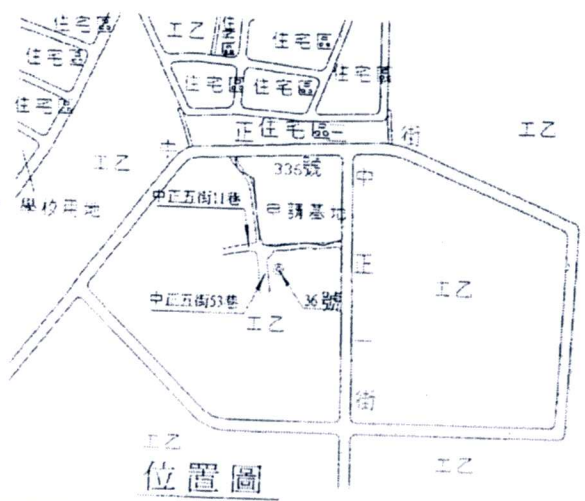 住宅區
工乙
住宅區
住宅區
住宅區
住宅區
住宅區
住宅區
住宅區
中
正
住宅區二
街
工乙
工乙
336號
中
中正五街11巷
學校用地
申請基地
正
工乙
中正五街53巷
36號
工乙
一
街
工乙
位置圖
工乙